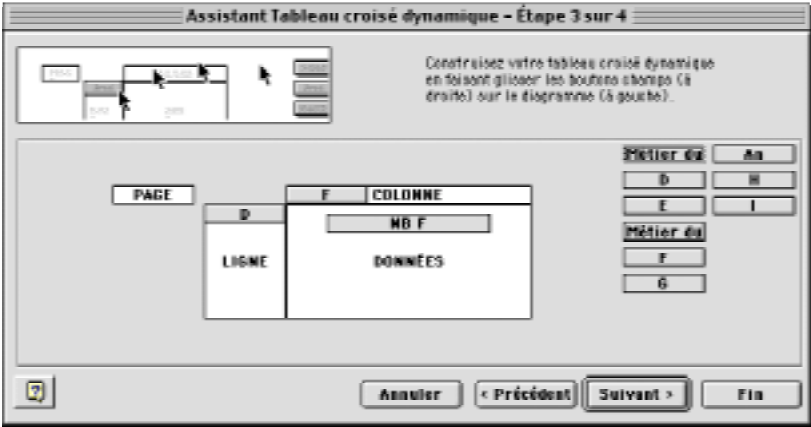 Assistant Tableau croisé dynamique – Étape 3 sur 4
Construisez votre tableau croisé dynamique
en faisant glisser les boutons champs (à
droite) sur le diagramme (à gauche).
Métier du An
D H
E I
Métier du
F
G
PAGE
F COLONNE
D
NB F
LIGNE
DONNÉES
Annuler
< Précédent
Suivant >
Fin